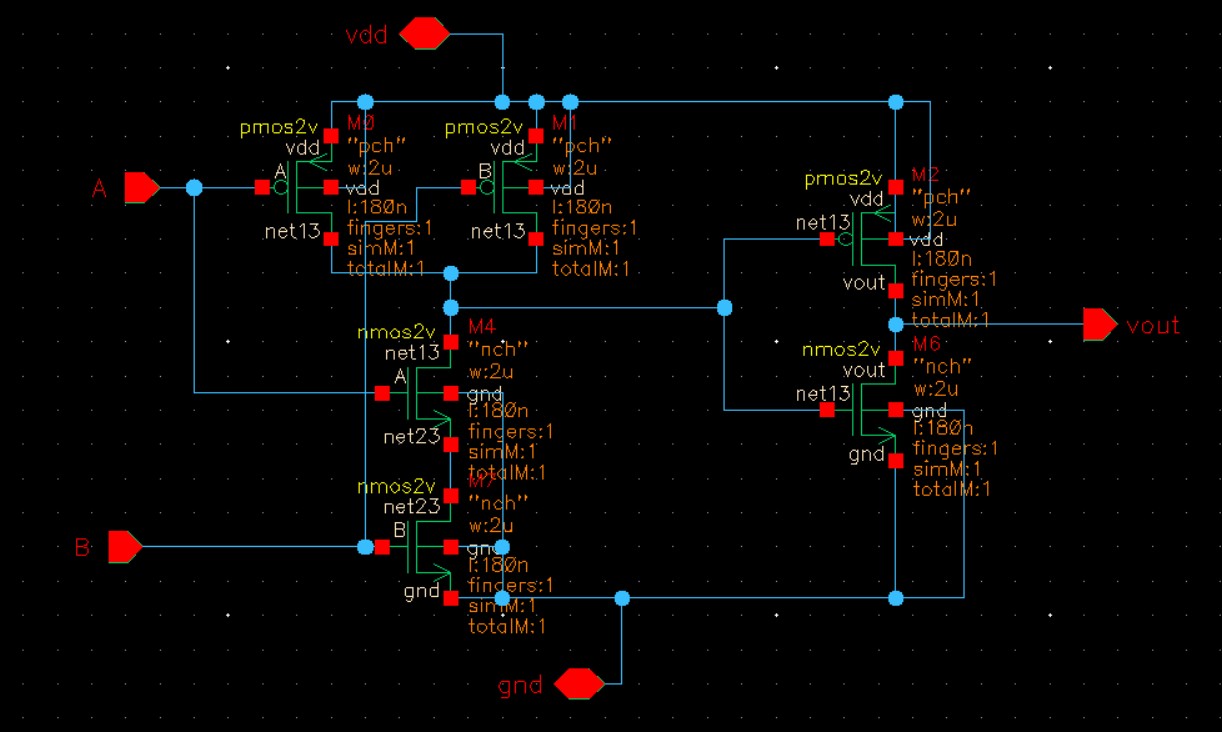 vdd
pmos2v
M0
vdd
"pch"
w:2u
A
vdd
l:180n
net13
fingers:1
simM:1
totalM:1
pmos2v
M1
vdd
"pch"
w:2u
B
vdd
l:180n
net13
fingers:1
simM:1
totalM:1
A
pmos2v
M2
"pch"
vdd
w:2u
net13
vdd
l:180n
vout
fingers:1
simM:1
totalM:1
vout
nmos2v
M4
net13
"nch"
w:2u
A
gnd
l:180n
net23
fingers:1
simM:1
totalM:1
nmos2v
M6
vout
"nch"
w:2u
net13
gnd
l:180n
gnd
fingers:1
simM:1
totalM:1
nmos2v
M7
net23
"nch"
w:2u
B
gnd
l:180n
gnd
fingers:1
simM:1
totalM:1
B
gnd